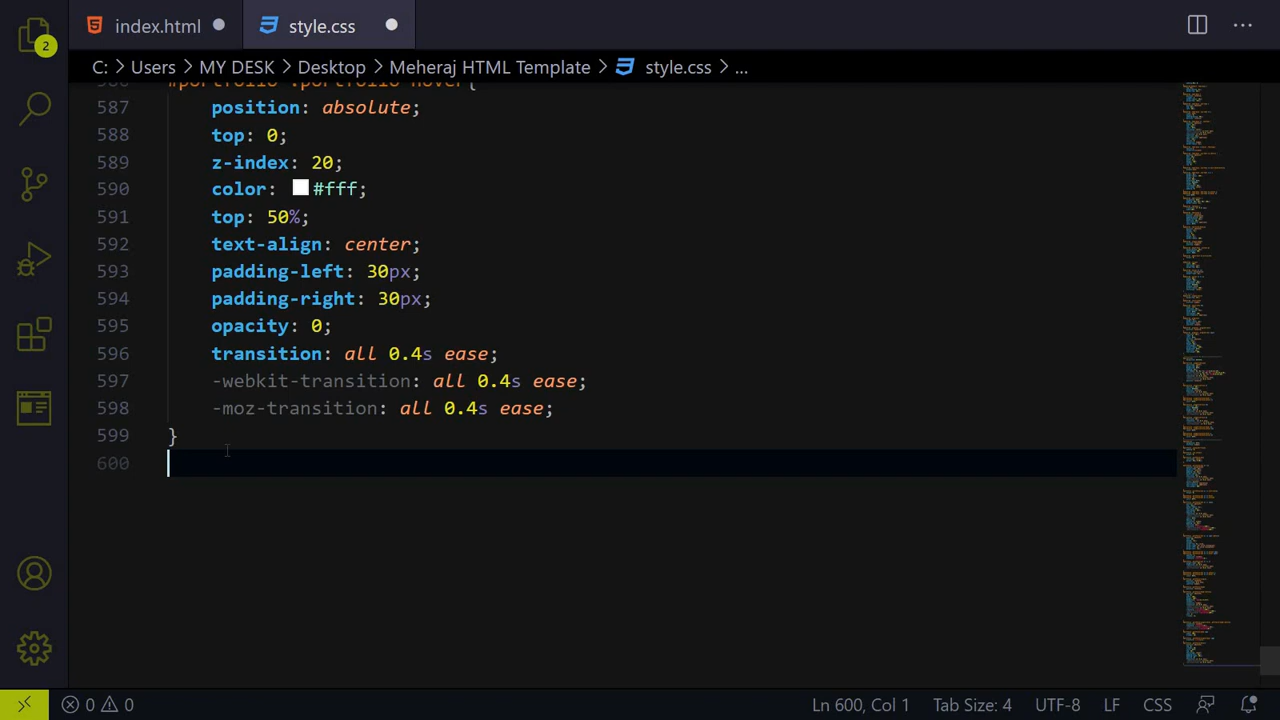 index.html
style.css
2
C: > Users > MY DESK > Desktop > Meheraj HTML Template > style.css > ...
587 position: absolute;
588 top: 0;
589 z-index: 20;
590 color: #fff;
591 top: 50%;
592 text-align: center;
593 padding-left: 30px;
594 padding-right: 30px;
595 opacity: 0;
596 transition: all 0.4s ease;
597 -webkit-transition: all 0.4s ease;
598 -moz-transition: all 0.4s ease;
599 }
600
0 0 Ln 600, Col 1 Tab Size: 4 UTF-8 LF CSS